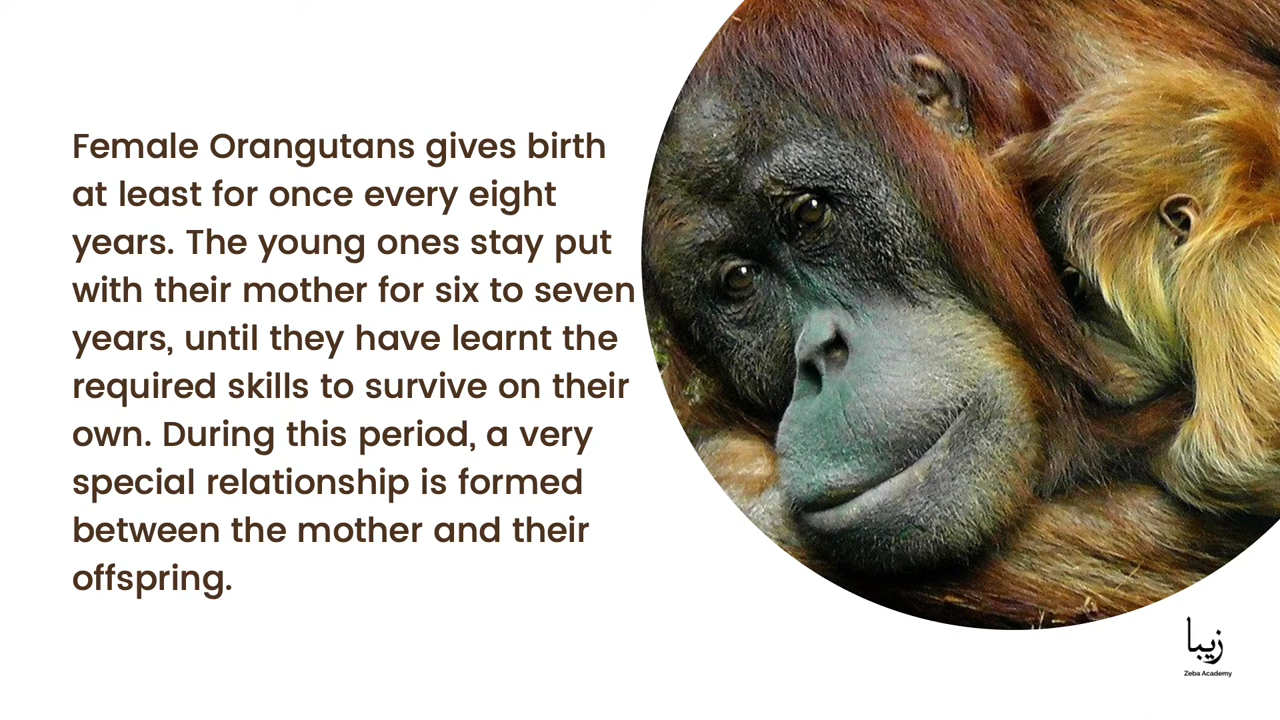 Female Orangutans gives birth
at least for once every eight
years. The young ones stay put
with their mother for six to seven
years, until they have learnt the
required skills to survive on their
own. During this period, a very
special relationship is formed
between the mother and their
offspring.
زيبا
Zeba Academy